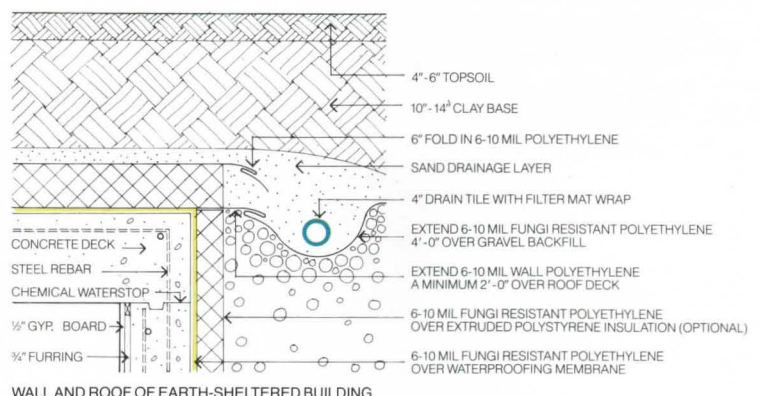 4"-6" TOPSOIL
10"-14" CLAY BASE
6" FOLD IN 6-10 MIL POLYETHYLENE
SAND DRAINAGE LAYER
4" DRAIN TILE WITH FILTER MAT WRAP
EXTEND 6-10 MIL FUNGI RESISTANT POLYETHYLENE
4'-0" OVER GRAVEL BACKFILL
EXTEND 6-10 MIL WALL POLYETHYLENE
A MINIMUM 2'-0" OVER ROOF DECK
6-10 MIL FUNGI RESISTANT POLYETHYLENE
OVER EXTRUDED POLYSTYRENE INSULATION (OPTIONAL)
6-10 MIL FUNGI RESISTANT POLYETHYLENE
OVER WATERPROOFING MEMBRANE
CONCRETE DECK
STEEL REBAR
CHEMICAL WATERSTOP
½" GYP. BOARD
¾" FURRING
WALL AND ROOF OF EARTH-SHELTERED BUILDING